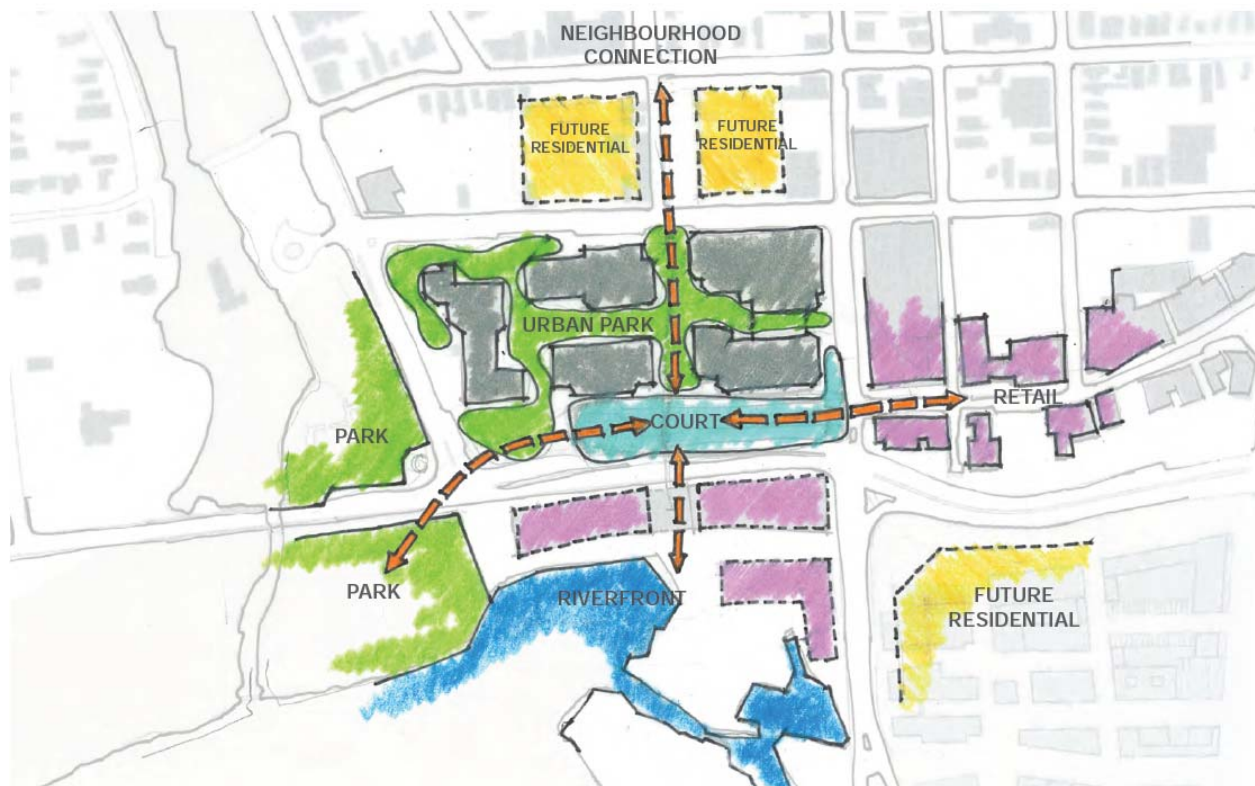 NEIGHBOURHOOD
CONNECTION
FUTURE
RESIDENTIAL
FUTURE
RESIDENTIAL
URBAN PARK
RETAIL
COURT
PARK
PARK
RIVERFRONT
FUTURE
RESIDENTIAL